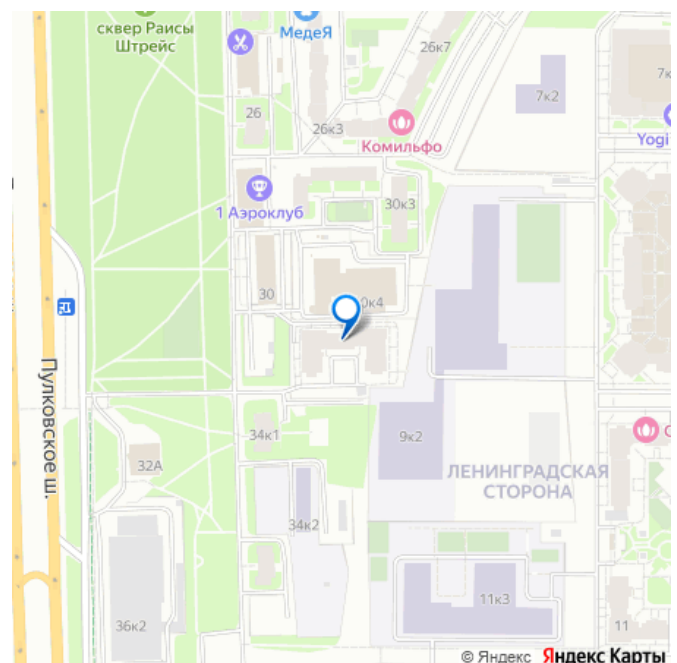 сквер Раисы
Штрейс
МедеЯ
26к7
7к2
7к
Yogi
26
26к3
Комильфо
1 Аэроклуб
30к3
30
0к4
Пулковское ш.
34к1
9к2
С
32А
ЛЕНИНГРАДСКАЯ
СТОРОНА
34к2
11к3
11
36к2
© Яндекс Яндекс Карты